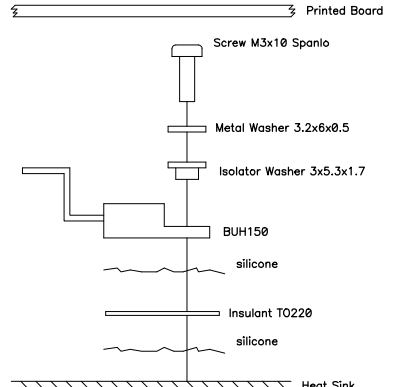 Printed Board
Screw M3x10 Spanlo
Metal Washer 3.2x6x0.5
Isolator Washer 3x5.3x1.7
BUH150
silicone
Insulant TO220
silicone
Heat Sink